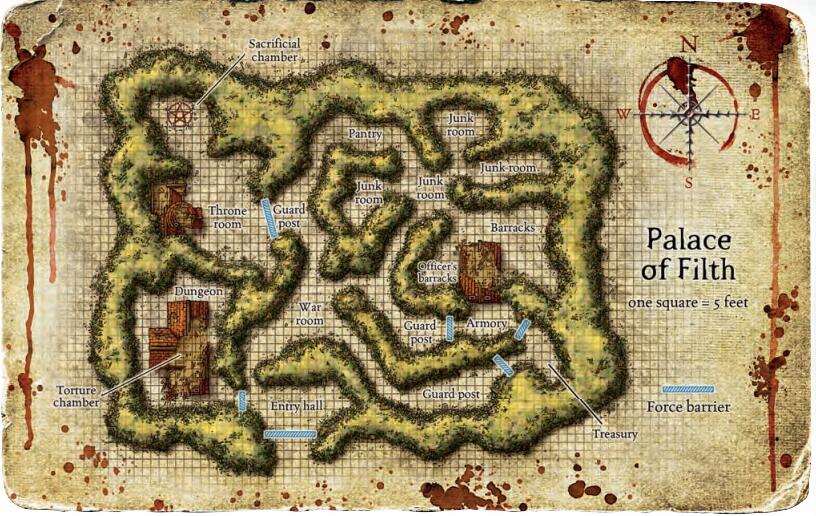 Sacrificial
chamber
N
W
E
S
Pantry
Junk
room
Junk room
Junk
room
Junk
room
Throne
room
Guard
post
Barracks
Palace
of Filth
one square = 5 feet
Officer's
barracks
Dungeon
War
room
Guard
post
Armory
Torture
chamber
Entry hall
Guard post
Force barrier
Treasury